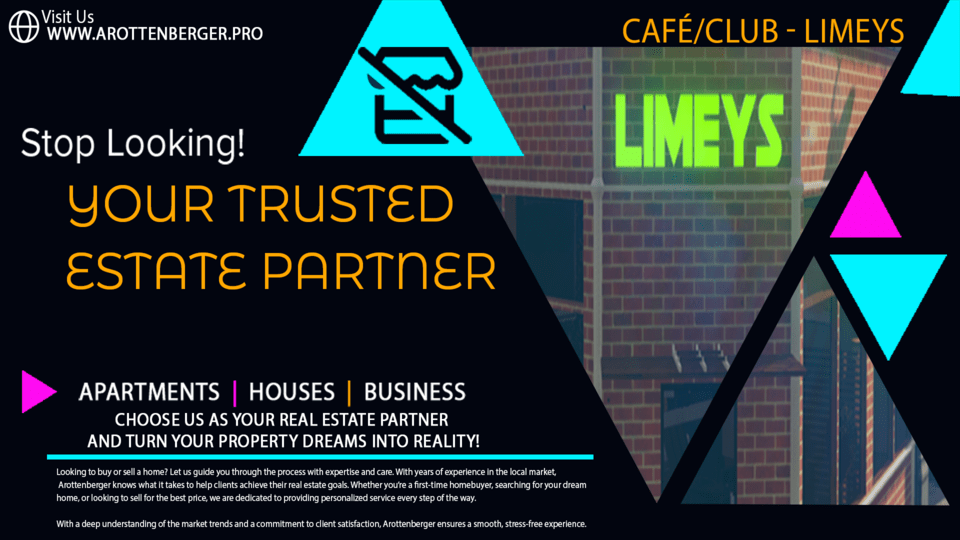 Visit Us
WWW.AROTTENBERGER.PRO
CAFÉ/CLUB - LIMEYS
LIMEYS
Stop Looking!
YOUR TRUSTED
ESTATE PARTNER
APARTMENTS | HOUSES | BUSINESS
CHOOSE US AS YOUR REAL ESTATE PARTNER
AND TURN YOUR PROPERTY DREAMS INTO REALITY!
Looking to buy or sell a home? Let us guide you through the process with expertise and care. With years of experience in the local market,
Arottenberger knows what it takes to help clients achieve their real estate goals. Whether you're a first-time homebuyer, searching for your dream
home, or looking to sell for the best price, we are dedicated to providing personalized service every step of the way.
With a deep understanding of the market trends and a commitment to client satisfaction, Arottenberger ensures a smooth, stress-free experience.